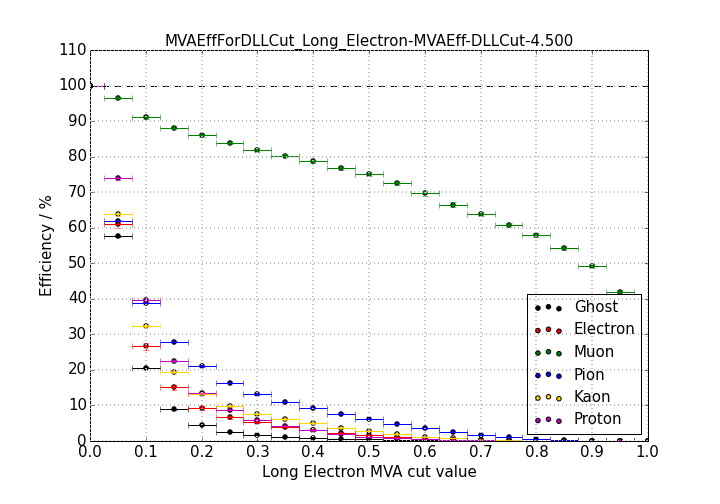 MVAEffForDLLCut_Long_Electron-MVAEff-DLLCut-4.500
Efficiency / %
110
100
90
80
70
60
50
40
30
20
10
0
Ghost
Electron
Muon
Pion
Kaon
Proton
0.0 0.1 0.2 0.3 0.4 0.5 0.6 0.7 0.8 0.9 1.0
Long Electron MVA cut value